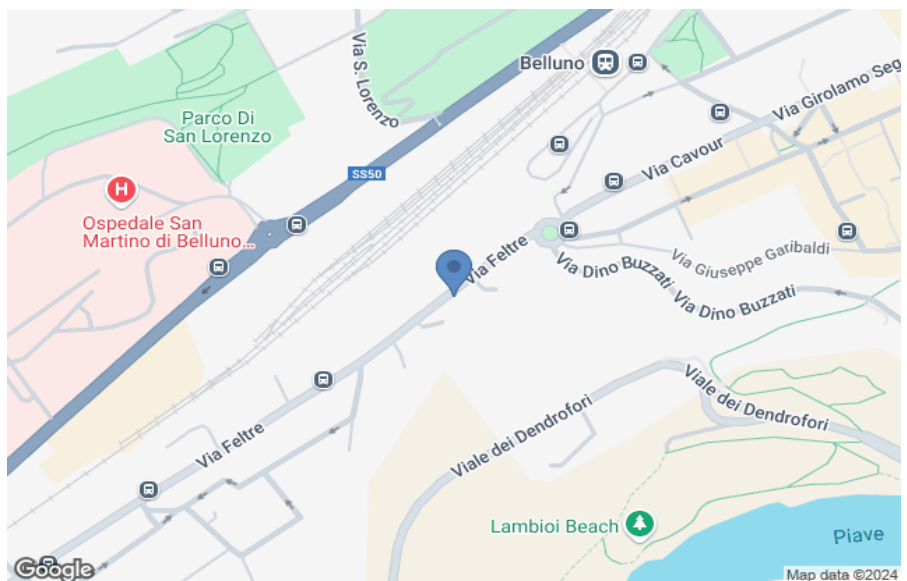 Belluno
Via Girolamo Seg
Via S. Lorenzo
Parco Di
San Lorenzo
Via Cavour
SS50
H
Ospedale San
Martino di Belluno...
Via Feltre
Via Giuseppe Garibaldi
Via Dino Buzzati
Via Dino Buzzati
Viale dei Dendrofori
Viale dei Dendrofori
Via Feltre
Lambioi Beach
Piave
Google
Map data ©2024